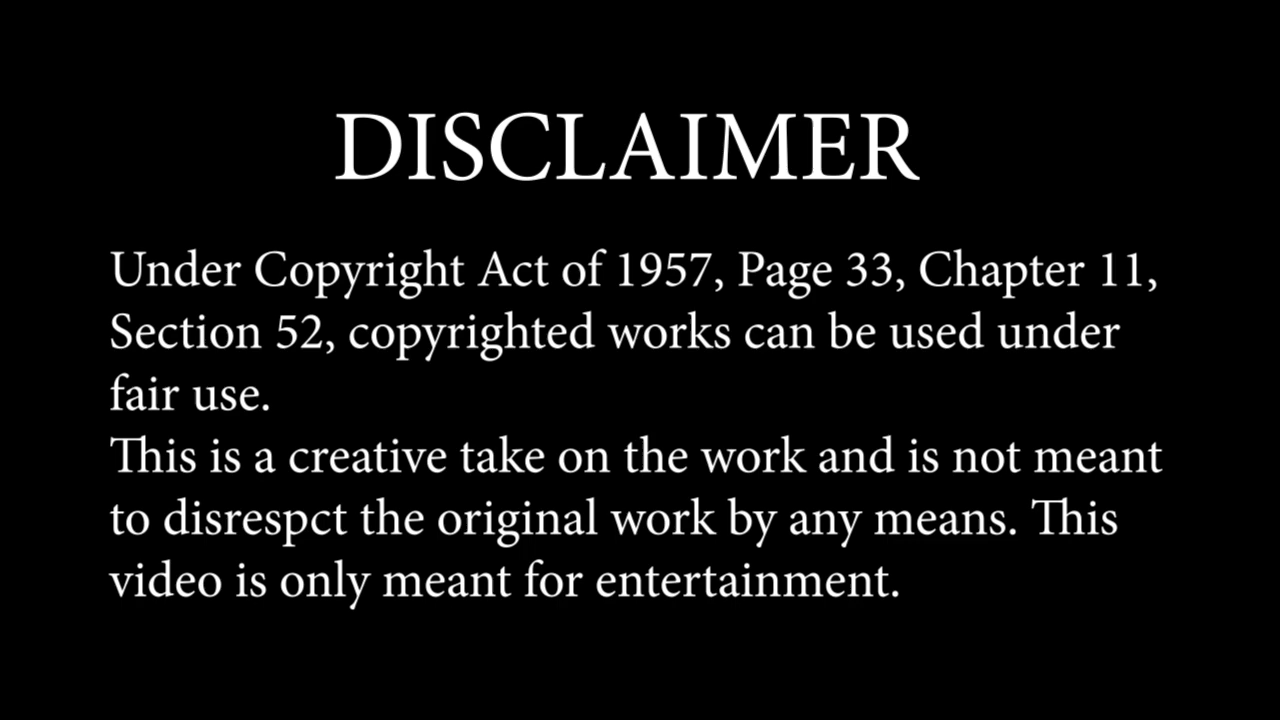 DISCLAIMER
Under Copyright Act of 1957, Page 33, Chapter 11,
Section 52, copyrighted works can be used under
fair use.
This is a creative take on the work and is not meant
to disrespct the original work by any means. This
video is only meant for entertainment.